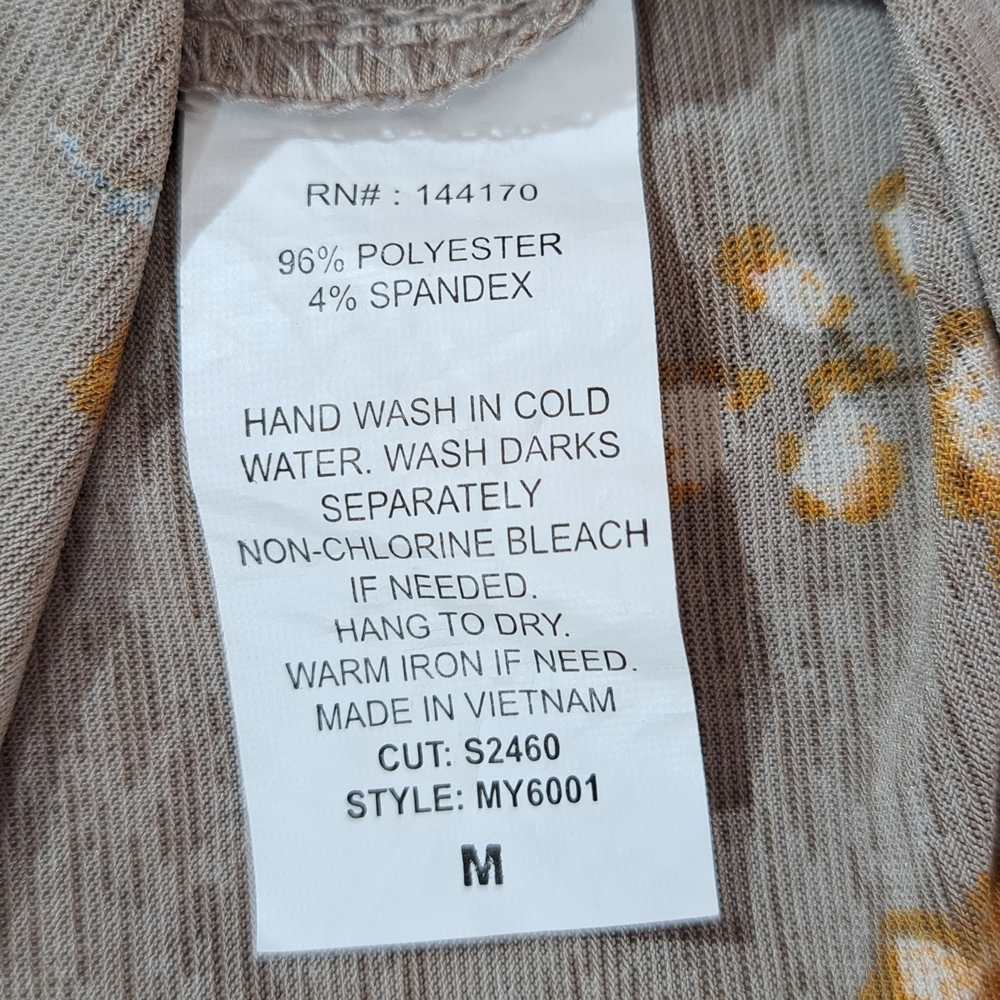 RN# : 144170
96% POLYESTER
4% SPANDEX
HAND WASH IN COLD
WATER. WASH DARKS
SEPARATELY
NON-CHLORINE BLEACH
IF NEEDED.
HANG TO DRY.
WARM IRON IF NEED.
MADE IN VIETNAM
CUT: S2460
STYLE: MY6001
M